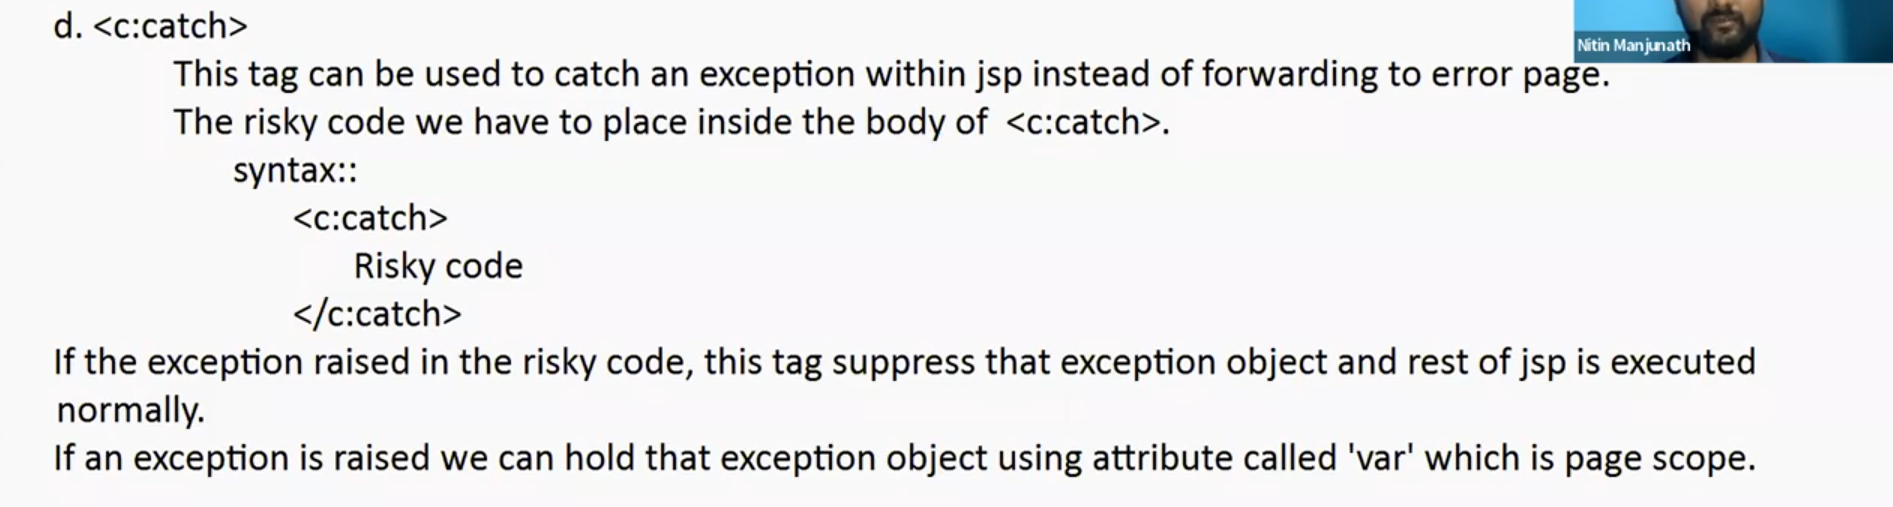 d. <c:catch>
Nitin Manjunath
This tag can be used to catch an exception within jsp instead of forwarding to error page.
The risky code we have to place inside the body of <c:catch>.
syntax::
<c:catch>
Risky code
</c:catch>
If the exception raised in the risky code, this tag suppress that exception object and rest of jsp is executed
normally.
If an exception is raised we can hold that exception object using attribute called 'var' which is page scope.